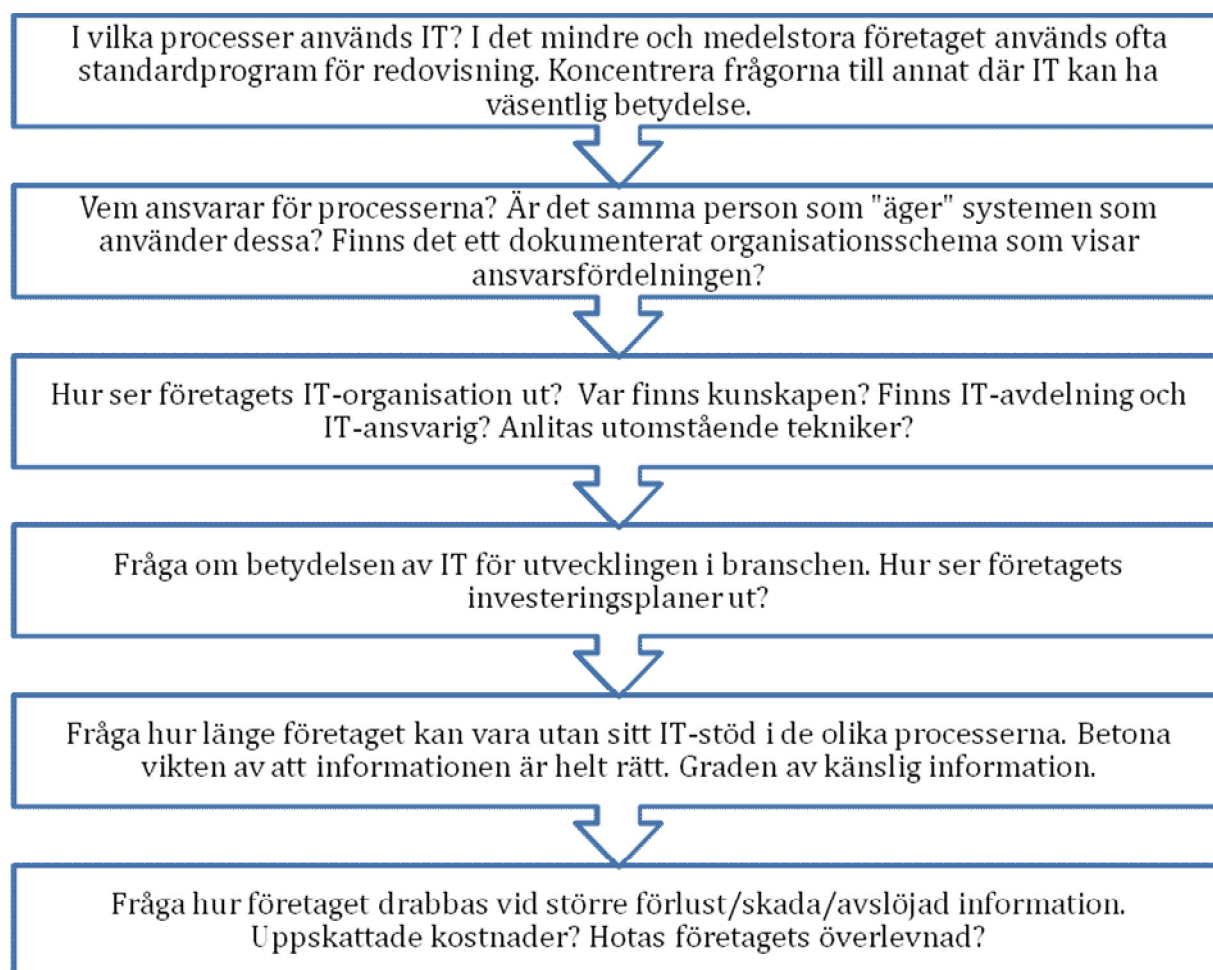 I vilka processer används IT? I det mindre och medelstora företaget används ofta
standardprogram för redovisning. Koncentrera frågorna till annat där IT kan ha
väsentlig betydelse.
Vem ansvarar för processerna? Är det samma person som "äger" systemen som
använder dessa? Finns det ett dokumenterat organisationsschema som visar
ansvarsfördelningen?
Hur ser företagets IT-organisation ut?  Var finns kunskapen? Finns IT-avdelning och
IT-ansvarig? Anlitas utomstående tekniker?
Fråga om betydelsen av IT för utvecklingen i branschen. Hur ser företagets
investeringsplaner ut?
Fråga hur länge företaget kan vara utan sitt IT-stöd i de olika processerna. Betona
vikten av att informationen är helt rätt. Graden av känslig information.
Fråga hur företaget drabbas vid större förlust/skada/avslöjad information.
Uppskattade kostnader? Hotas företagets överlevnad?